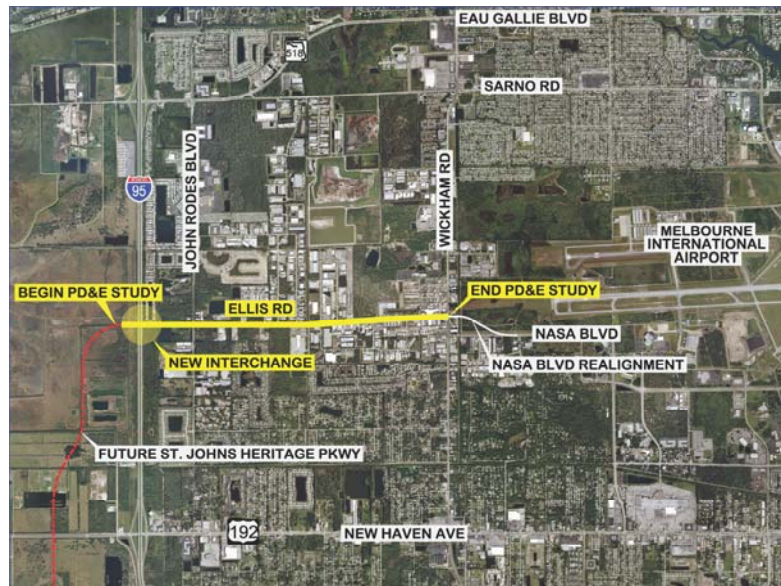 EAU GALLIE BLVD
518
SARNO RD
JOHN RODES BLVD
WICKHAM RD
95
MELBOURNE
INTERNATIONAL
AIRPORT
BEGIN PD&E STUDY
ELLIS RD
END PD&E STUDY
NASA BLVD
NEW INTERCHANGE
NASA BLVD REALIGNMENT
FUTURE ST. JOHNS HERITAGE PKWY
192
NEW HAVEN AVE